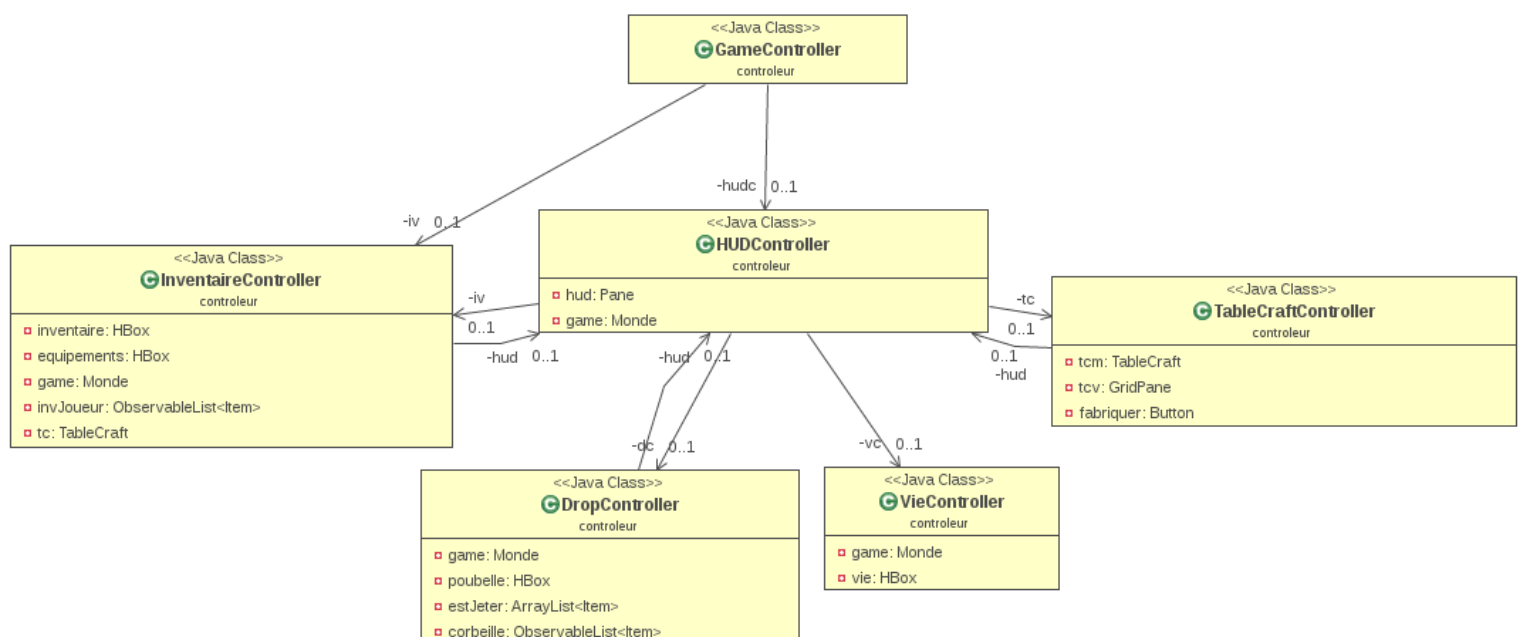 <<Java Class>>
GameController
controleur
-hudc 0..1
-iv 0..1
<<Java Class>>
HUDController
controleur
hud: Pane
game: Monde
<<Java Class>>
InventaireController
controleur
inventaire: HBox
equipements: HBox
game: Monde
invJoueur: ObservableList<Item>
tc: TableCraft
-iv
0..1
-hud 0..1
-tc
0..1
<<Java Class>>
TableCraftController
controleur
tcm: TableCraft
tcv: GridPane
fabriquer: Button
0..1
-hud
-hud 0..1
-dc 0..1
-vc 0..1
<<Java Class>>
DropController
controleur
game: Monde
poubelle: HBox
estJeter: ArrayList<Item>
corbeille: ObservableList<Item>
<<Java Class>>
VieController
controleur
game: Monde
vie: HBox